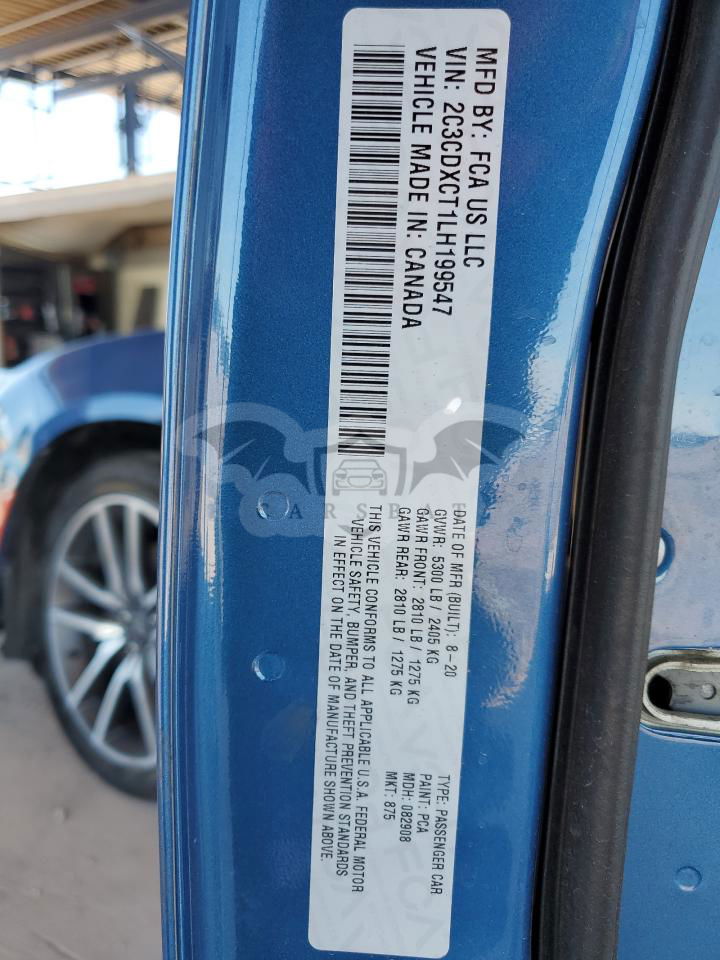 MFD BY: FCA US LLC
VIN: 2C3CDXCT1LH199547
VEHICLE MADE IN: CANADA
DATE OF MFR (BUILT): 8-20
GVWR: 5300 LB / 2405 KG
GAWR FRONT: 2810 LB / 1275 KG
GAWR REAR: 2810 LB / 1275 KG
TYPE: PASSENGER CAR
PAINT: PCA
MDH: 082908
MKT: 875
THIS VEHICLE CONFORMS TO ALL APPLICABLE U.S.A. FEDERAL MOTOR
VEHICLE SAFETY, BUMPER, AND THEFT PREVENTION STANDARDS
IN EFFECT ON THE DATE OF MANUFACTURE SHOWN ABOVE.